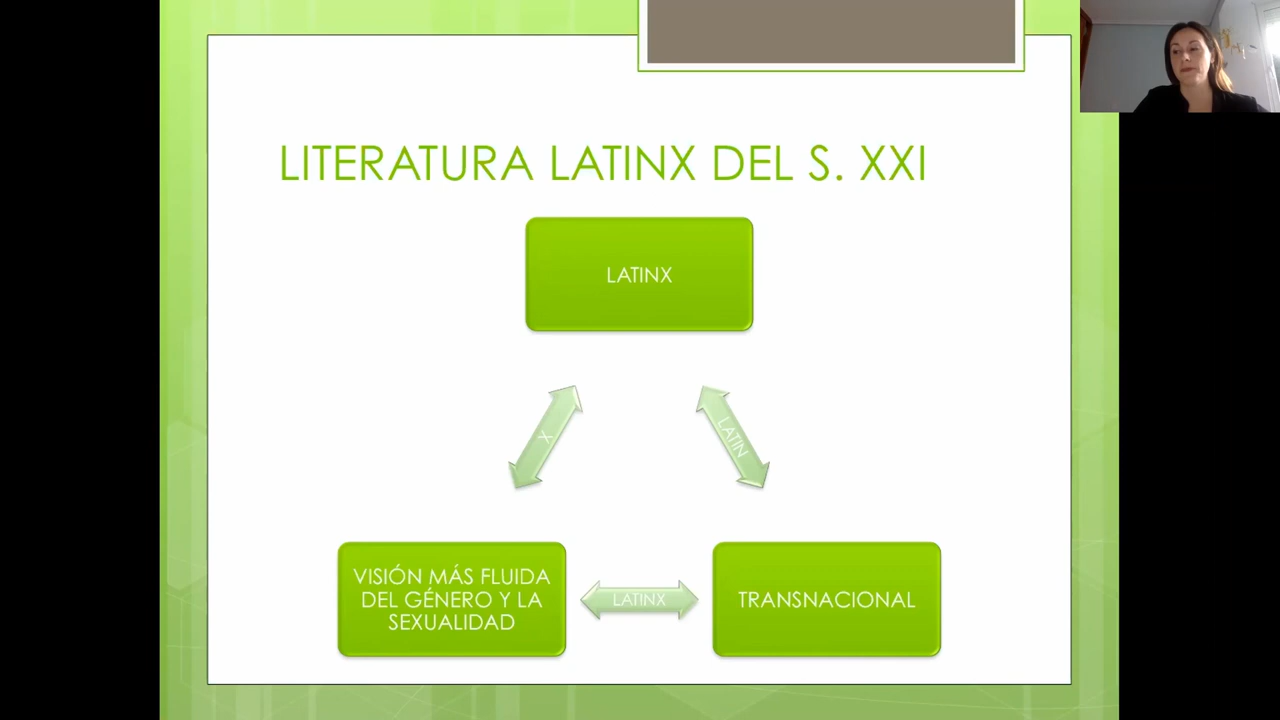 LITERATURA LATINX DEL S. XXI
LATINX
X
LATIN
VISIÓN MÁS FLUIDA
DEL GÉNERO Y LA
SEXUALIDAD
LATINX
TRANSNACIONAL